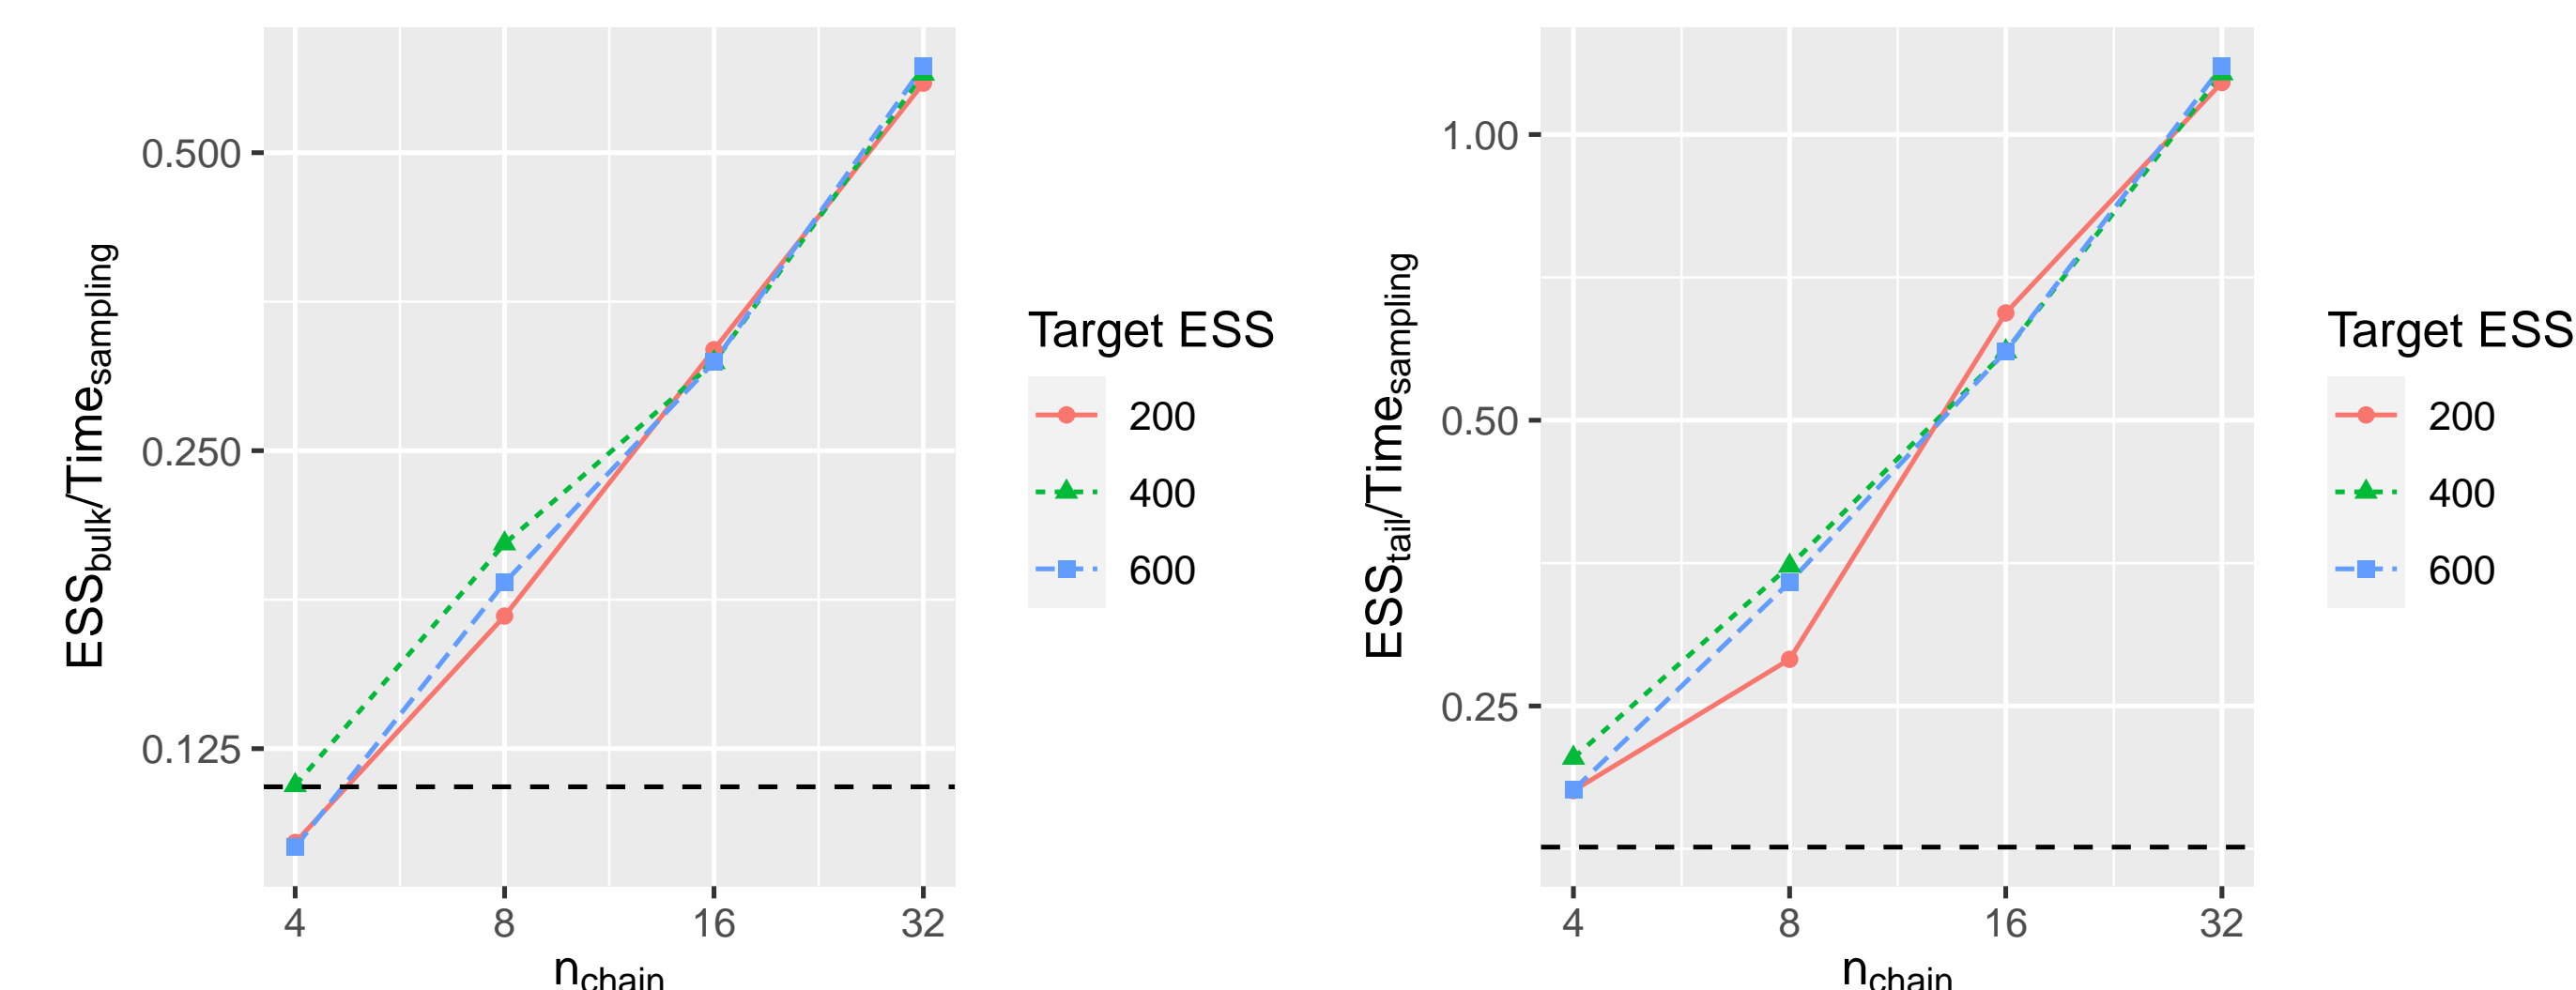 ESSbulk/Timesampling
0.500
0.250
0.125
4 8 16 32
nchain
Target ESS
200
400
600
ESStail/Timesampling
1.00
0.50
0.25
4 8 16 32
nchain
Target ESS
200
400
600